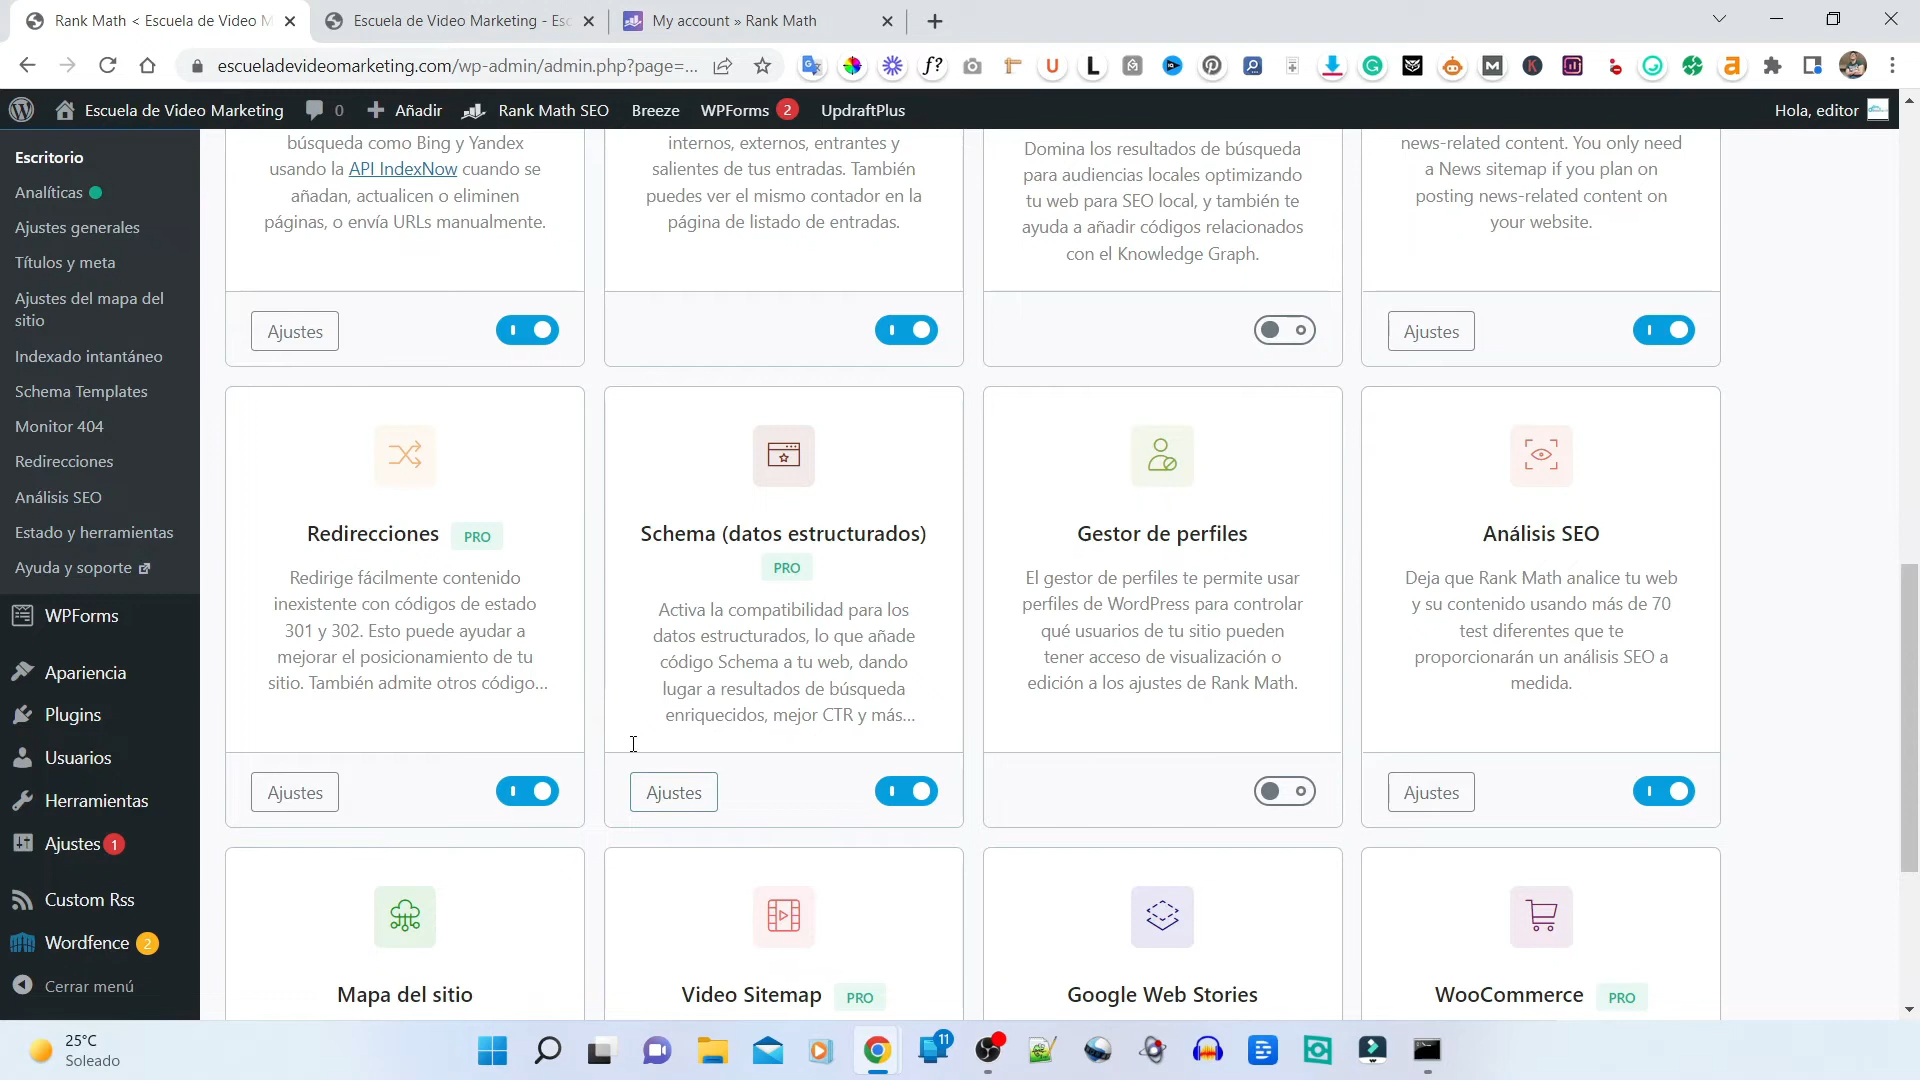 Rank Math < Escuela de Video M
Escuela de Video Marketing - Esc
My account » Rank Math
escueladevideomarketing.com/wp-admin/admin.php?page=...
Escuela de Video Marketing
0
Añadir
Rank Math SEO
Breeze
WPForms 2
UpdraftPlus
Hola, editor
Escritorio
Analíticas
Ajustes generales
Títulos y meta
Ajustes del mapa del
sitio
Indexado intantáneo
Schema Templates
Monitor 404
Redirecciones
Análisis SEO
Estado y herramientas
Ayuda y soporte
WPForms
Apariencia
Plugins
Usuarios
Herramientas
Ajustes 1
Custom Rss
Wordfence 2
Cerrar menú
búsqueda como Bing y Yandex
usando la API IndexNow cuando se
añadan, actualicen o eliminen
páginas, o envía URLs manualmente.
Ajustes
internos, externos, entrantes y
salientes de tus entradas. También
puedes ver el mismo contador en la
página de listado de entradas.
Domina los resultados de búsqueda
para audiencias locales optimizando
tu web para SEO local, y también te
ayuda a añadir códigos relacionados
con el Knowledge Graph.
news-related content. You only need
a News sitemap if you plan on
posting news-related content on
your website.
Ajustes
Redirecciones PRO
Redirige fácilmente contenido
inexistente con códigos de estado
301 y 302. Esto puede ayudar a
mejorar el posicionamiento de tu
sitio. También admite otros código...
Ajustes
Schema (datos estructurados)
PRO
Activa la compatibilidad para los
datos estructurados, lo que añade
código Schema a tu web, dando
lugar a resultados de búsqueda
enriquecidos, mejor CTR y más...
Ajustes
Gestor de perfiles
El gestor de perfiles te permite usar
perfiles de WordPress para controlar
qué usuarios de tu sitio pueden
tener acceso de visualización o
edición a los ajustes de Rank Math.
Análisis SEO
Deja que Rank Math analice tu web
y su contenido usando más de 70
test diferentes que te
proporcionarán un análisis SEO a
medida.
Ajustes
Mapa del sitio
Video Sitemap PRO
Google Web Stories
WooCommerce PRO
25°C
Soleado
11